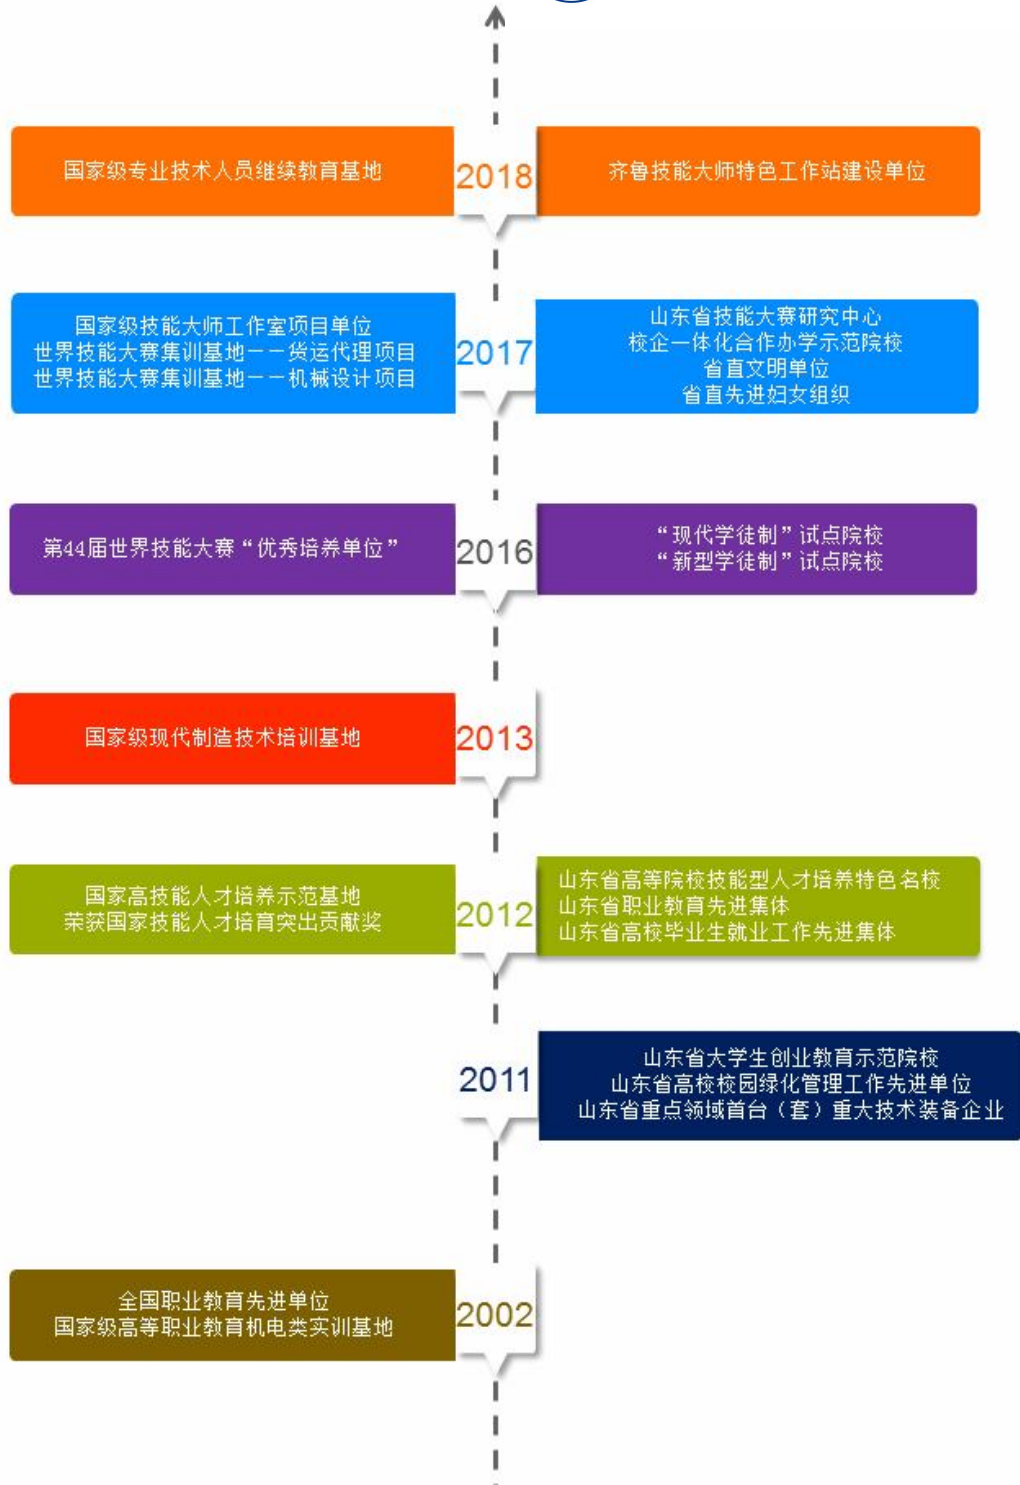 国家级专业技术人员继续教育基地
2018
齐鲁技能大师特色工作站建设单位
国家级技能大师工作室项目单位
世界技能大赛集训基地——货运代理项目
世界技能大赛集训基地——机械设计项目
2017
山东省技能大赛研究中心
校企一体化合作办学示范院校
省直文明单位
省直先进妇女组织
第44届世界技能大赛“优秀培养单位”
2016
“现代学徒制”试点院校
“新型学徒制”试点院校
国家级现代制造技术培训基地
2013
国家高技能人才培养示范基地
荣获国家技能人才培育突出贡献奖
2012
山东省高等院校技能型人才培养特色名校
山东省职业教育先进集体
山东省高校毕业生就业工作先进集体
2011
山东省大学生创业教育示范院校
山东省高校校园绿化管理工作先进单位
山东省重点领域首台（套）重大技术装备企业
全国职业教育先进单位
国家级高等职业教育机电类实训基地
2002